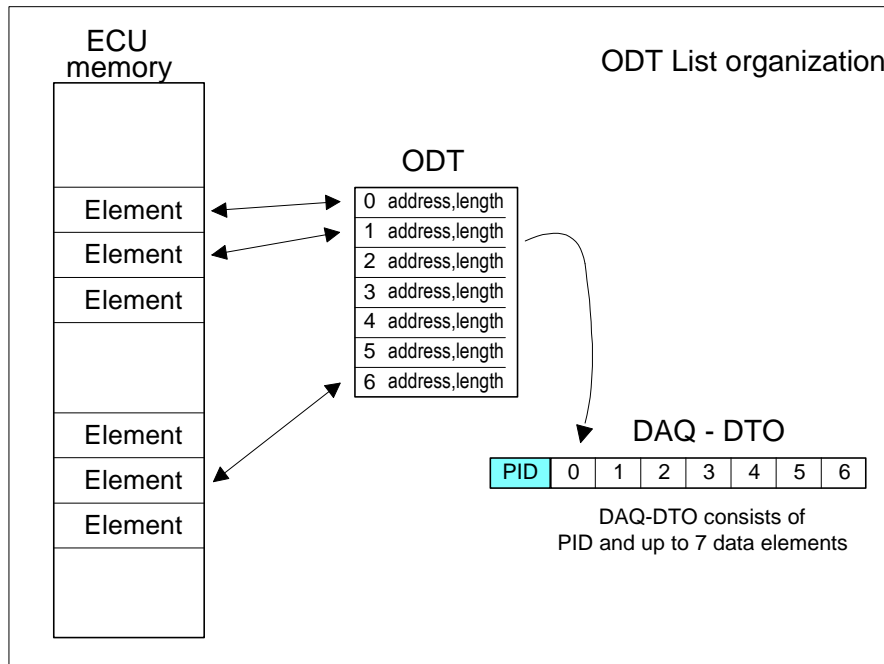 ECU
memory
ODT List organization
ODT
Element
Element
Element
Element
Element
Element
0 address,length
1 address,length
2 address,length
3 address,length
4 address,length
5 address,length
6 address,length
DAQ - DTO
PID 0 1 2 3 4 5 6
DAQ-DTO consists of
PID and up to 7 data elements